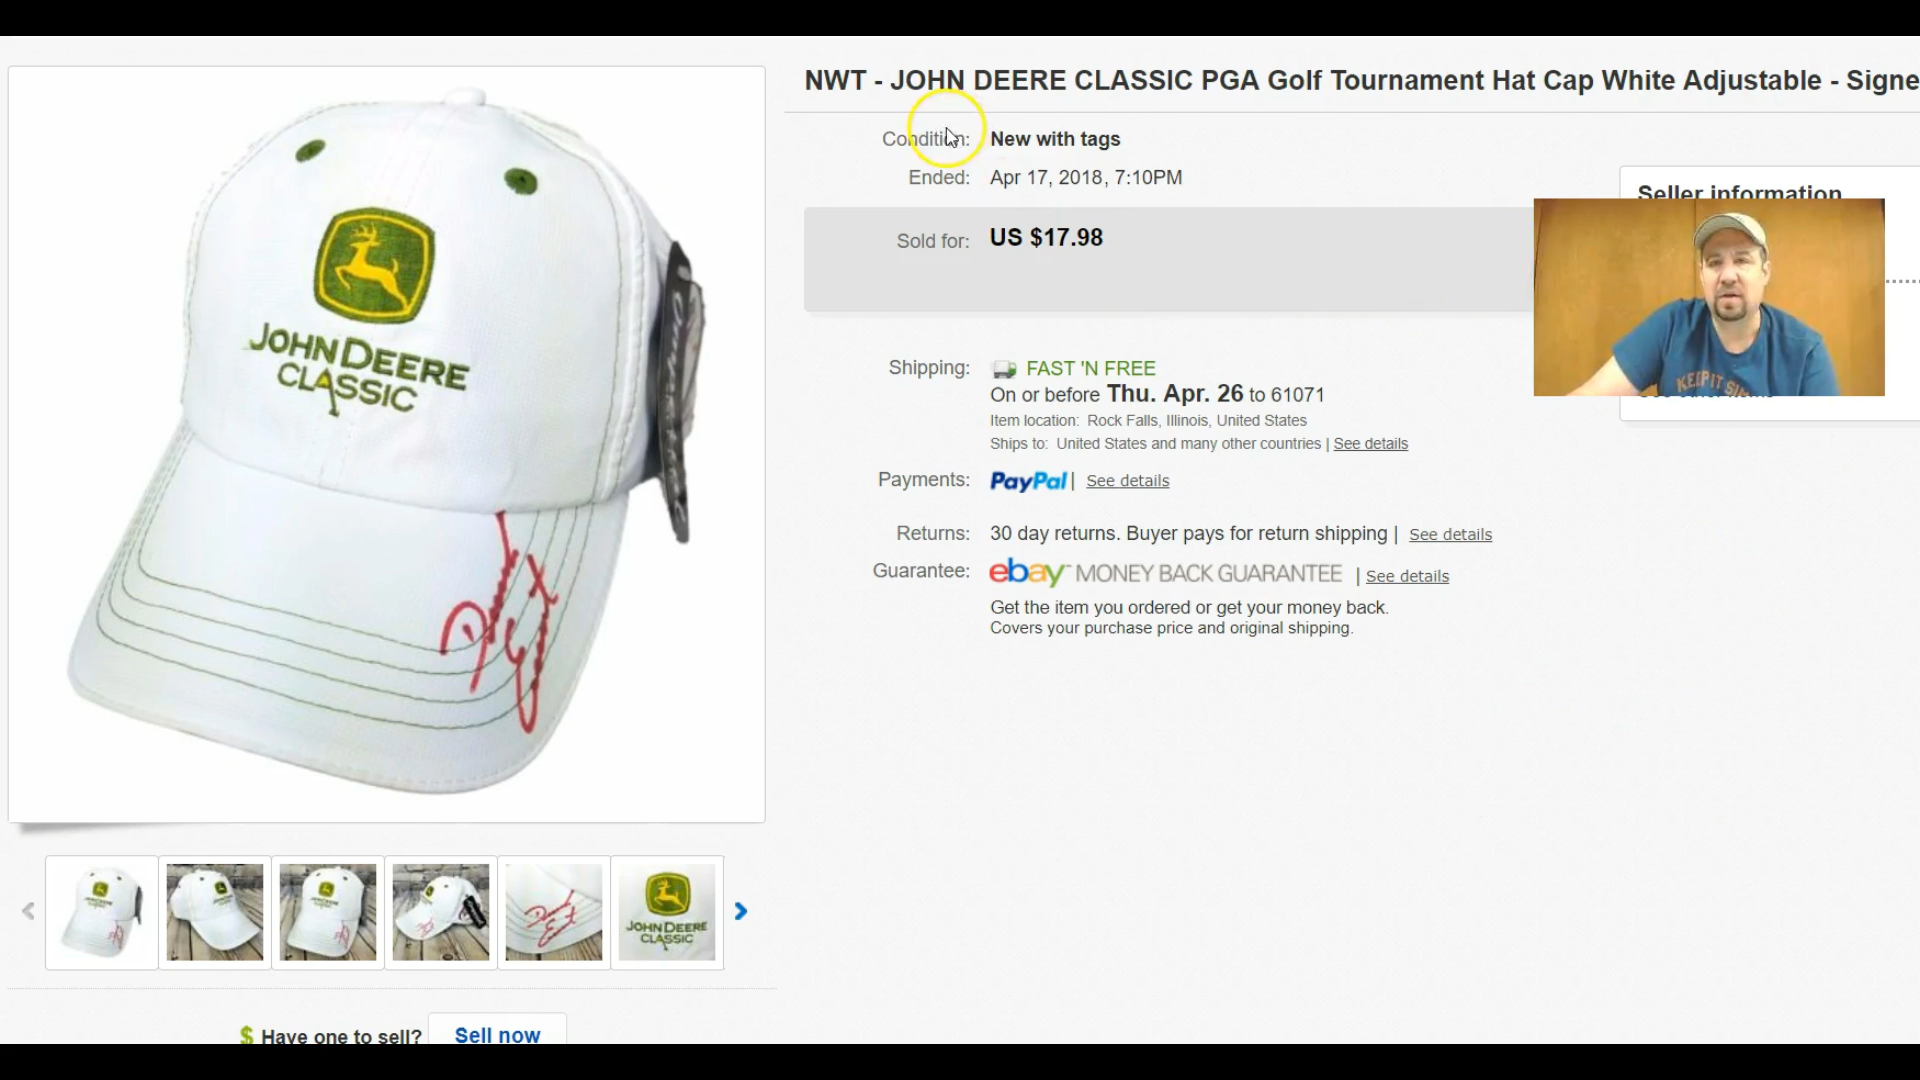 NWT - JOHN DEERE CLASSIC PGA Golf Tournament Hat Cap White Adjustable - Signe
Condition: New with tags
Ended: Apr 17, 2018, 7:10PM
Seller information
Sold for: US $17.98
JOHN DEERE
CLASSIC
Shipping: FAST 'N FREE
On or before Thu. Apr. 26 to 61071
Item location: Rock Falls, Illinois, United States
Ships to: United States and many other countries | See details
KEEP IT
Payments: PayPal | See details
Returns: 30 day returns. Buyer pays for return shipping | See details
Guarantee: ebay MONEY BACK GUARANTEE | See details
Get the item you ordered or get your money back.
Covers your purchase price and original shipping.
JOHN DEERE
CLASSIC
$ Have one to sell? Sell now